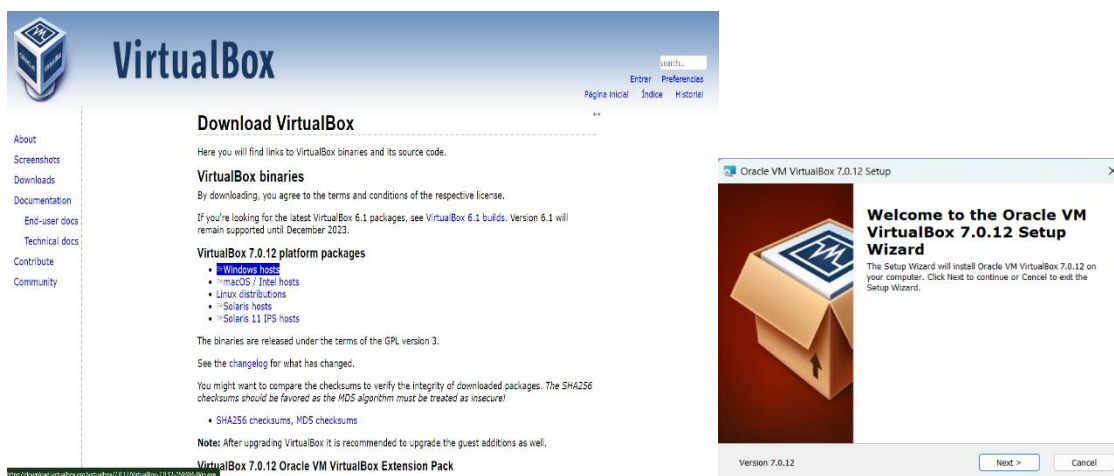 VirtualBox
search...
Entrar Preferencias
Página inicial Índice Historial
About
Screenshots
Downloads
Documentation
End-user docs
Technical docs
Contribute
Community
Download VirtualBox
Here you will find links to VirtualBox binaries and its source code.
VirtualBox binaries
By downloading, you agree to the terms and conditions of the respective license.
If you're looking for the latest VirtualBox 6.1 packages, see VirtualBox 6.1 builds. Version 6.1 will
remain supported until December 2023.
VirtualBox 7.0.12 platform packages
Windows hosts
macOS / Intel hosts
Linux distributions
Solaris hosts
Solaris 11 IPS hosts
The binaries are released under the terms of the GPL version 3.
See the changelog for what has changed.
You might want to compare the checksums to verify the integrity of downloaded packages. The SHA256
checksums should be favored as the MD5 algorithm must be treated as insecure!
SHA256 checksums, MD5 checksums
Note: After upgrading VirtualBox it is recommended to upgrade the guest additions as well.
VirtualBox 7.0.12 Oracle VM VirtualBox Extension Pack
Oracle VM VirtualBox 7.0.12 Setup
Welcome to the Oracle VM
VirtualBox 7.0.12 Setup
Wizard
The Setup Wizard will install Oracle VM VirtualBox 7.0.12 on
your computer. Click Next to continue or Cancel to exit the
Setup Wizard.
Version 7.0.12
Next >
Cancel